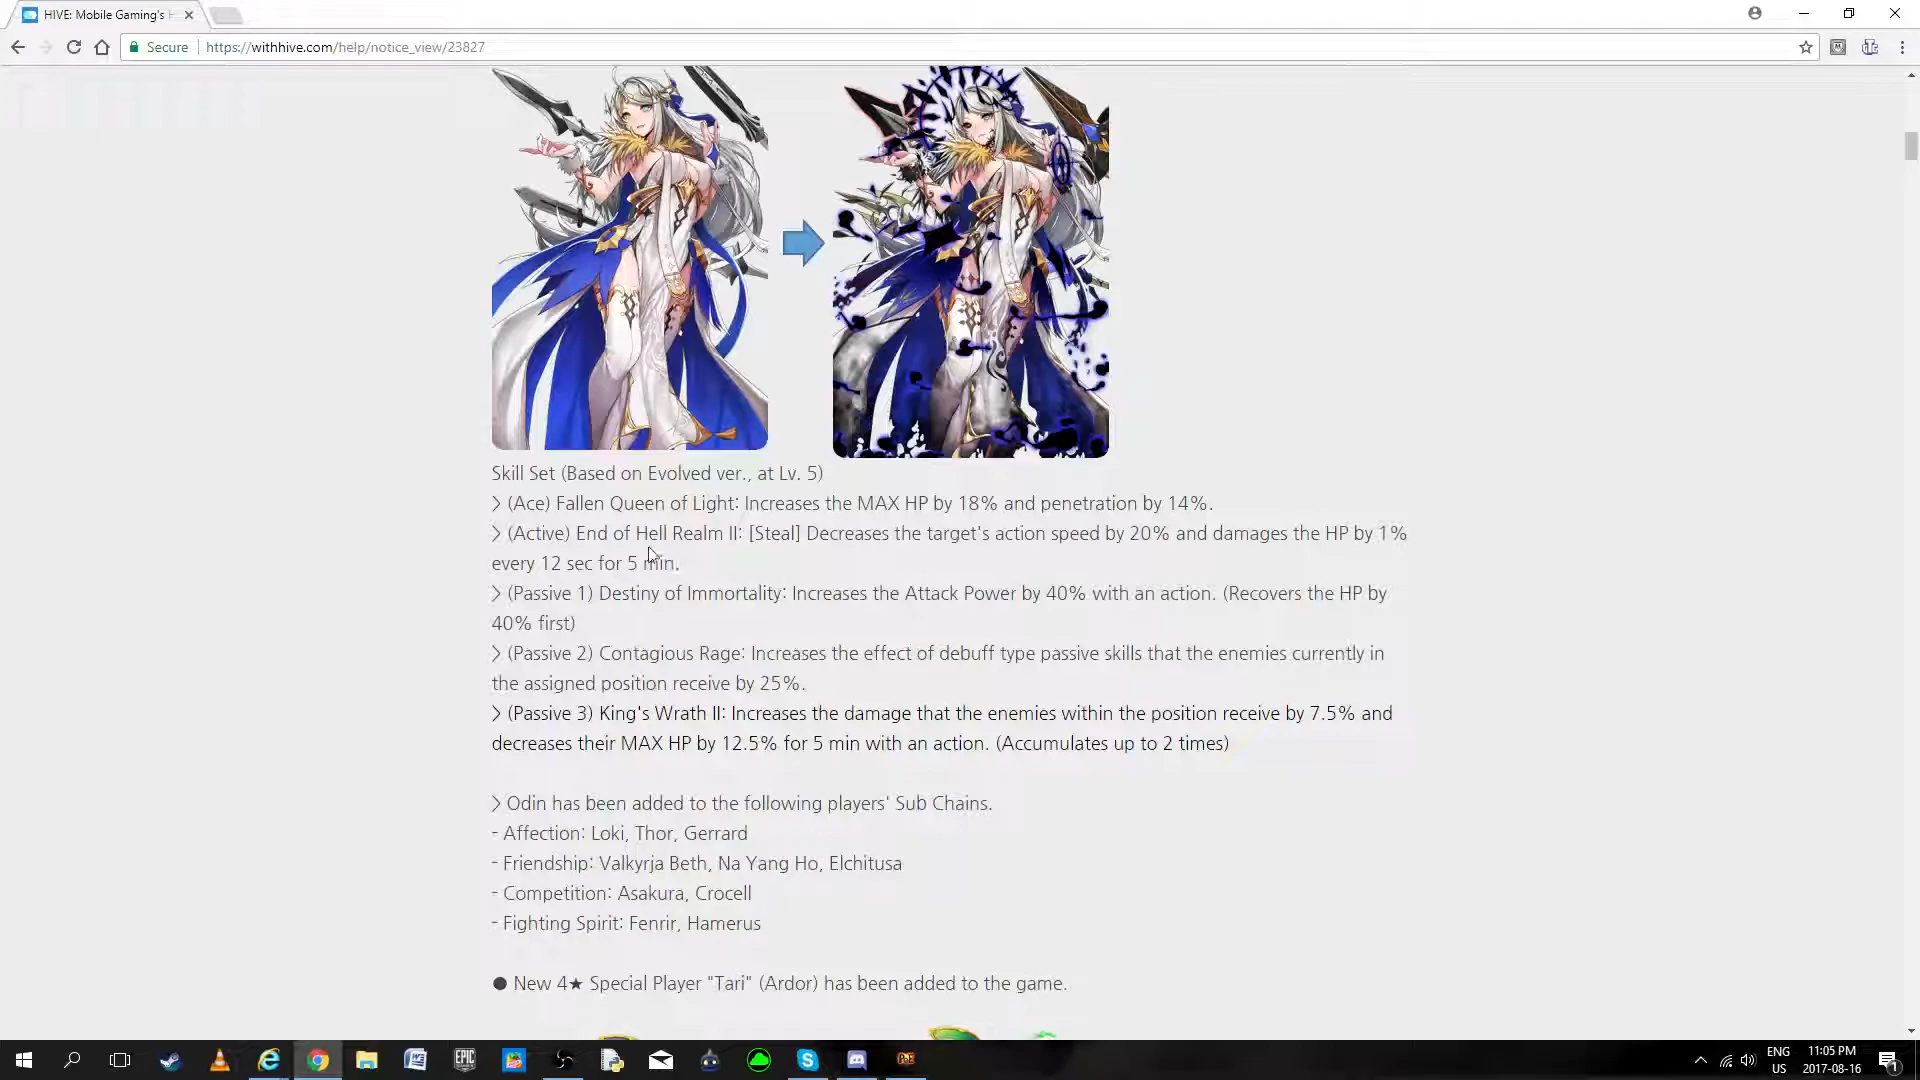 HIVE: Mobile Gaming's H
Secure https://withhive.com/help/notice_view/23827
Skill Set (Based on Evolved ver., at Lv. 5)
> (Ace) Fallen Queen of Light: Increases the MAX HP by 18% and penetration by 14%.
> (Active) End of Hell Realm II: [Steal] Decreases the target's action speed by 20% and damages the HP by 1%
every 12 sec for 5 min.
> (Passive 1) Destiny of Immortality: Increases the Attack Power by 40% with an action. (Recovers the HP by
40% first)
> (Passive 2) Contagious Rage: Increases the effect of debuff type passive skills that the enemies currently in
the assigned position receive by 25%.
> (Passive 3) King's Wrath II: Increases the damage that the enemies within the position receive by 7.5% and
decreases their MAX HP by 12.5% for 5 min with an action. (Accumulates up to 2 times)
> Odin has been added to the following players' Sub Chains.
- Affection: Loki, Thor, Gerrard
- Friendship: Valkyrja Beth, Na Yang Ho, Elchitusa
- Competition: Asakura, Crocell
- Fighting Spirit: Fenrir, Hamerus
● New 4★ Special Player "Tari" (Ardor) has been added to the game.
EPIC
GAMES
PoE
ENG
US
11:05 PM
2017-08-16
1